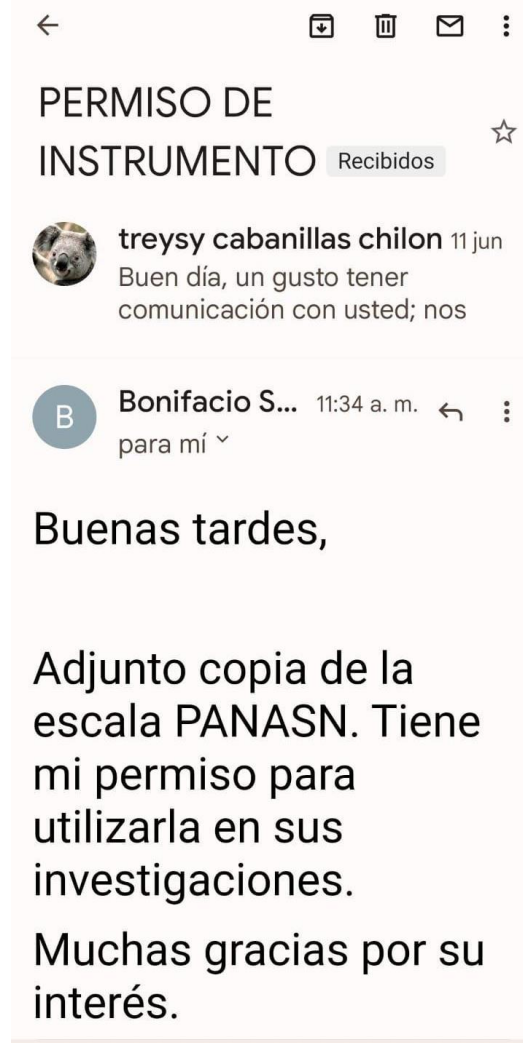 PERMISO DE
INSTRUMENTO Recibidos
treysy cabanillas chilon 11 jun
Buen día, un gusto tener
comunicación con usted; nos
B
Bonifacio S... 11:34 a. m.
para mí
Buenas tardes,
Adjunto copia de la
escala PANASN. Tiene
mi permiso para
utilizarla en sus
investigaciones.
Muchas gracias por su
interés.